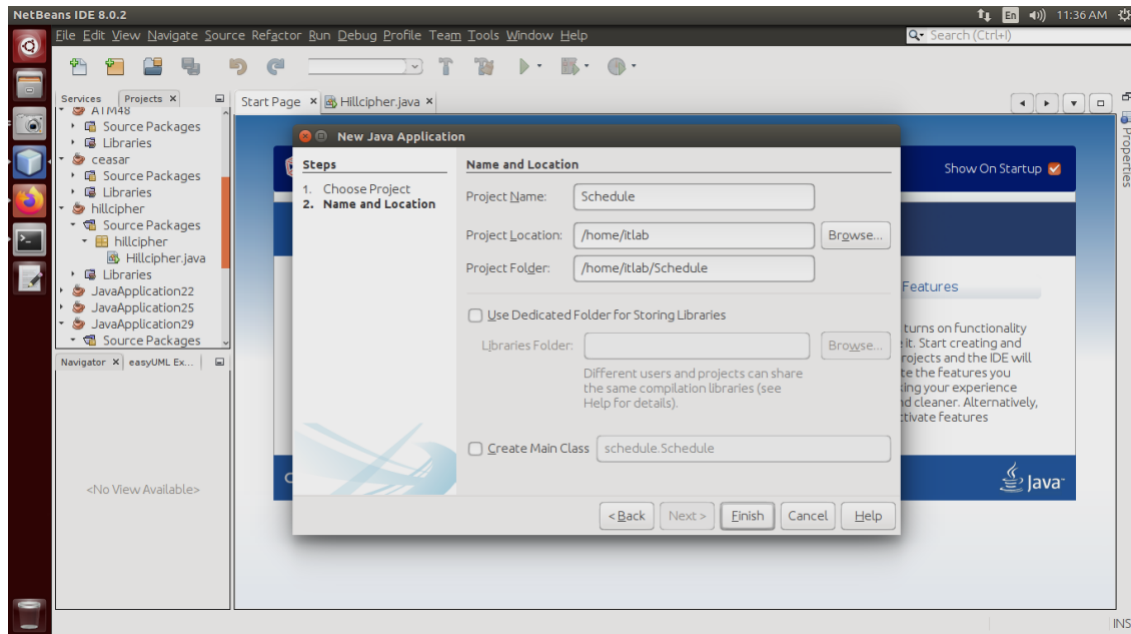 NetBeans IDE 8.0.2
En
11:36 AM
File Edit View Navigate Source Refactor Run Debug Profile Team Tools Window Help
Search (Ctrl+I)
Services
Projects
Start Page
Hillcipher.java
ATM48
Source Packages
Libraries
ceasar
Source Packages
Libraries
hillcipher
Source Packages
hillcipher
Hillcipher.java
Libraries
JavaApplication22
JavaApplication25
JavaApplication29
Source Packages
Navigator
easyUML Ex...
<No View Available>
New Java Application
Steps
1. Choose Project
2. Name and Location
Name and Location
Project Name: Schedule
Project Location: /home/itlab Browse...
Project Folder: /home/itlab/Schedule
Use Dedicated Folder for Storing Libraries
Libraries Folder: Browse...
Different users and projects can share
the same compilation libraries (see
Help for details).
Create Main Class schedule.Schedule
< Back Next > Finish Cancel Help
Show On Startup
Features
turns on functionality
it. Start creating and
rojects and the IDE will
te the features you
ing your experience
d cleaner. Alternatively,
tivate features
Java
Properties
INS